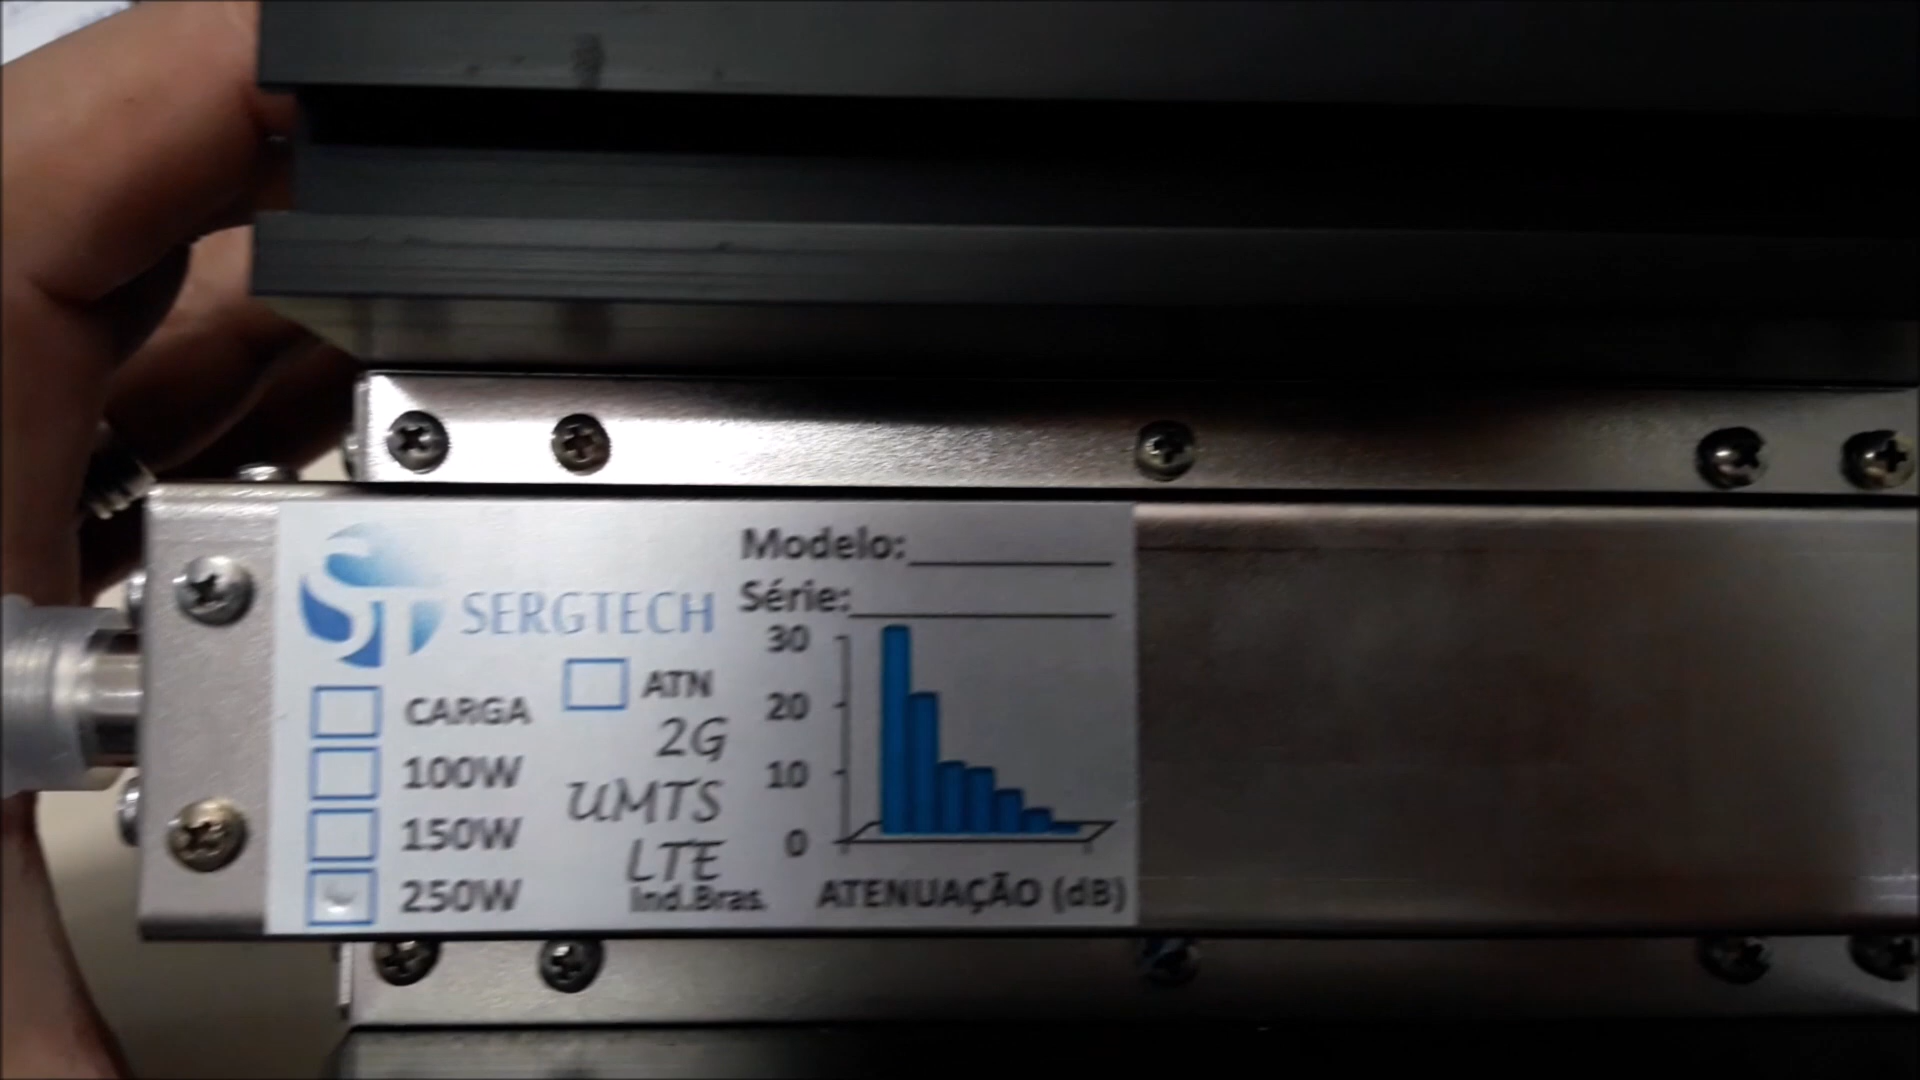 ST SERGTECH
Modelo:
Série:
ATN
CARGA
2G
100W
UMTS
150W
LTE
250W
Ind.Bras.
30
20
10
0
ATENUAÇÃO (dB)